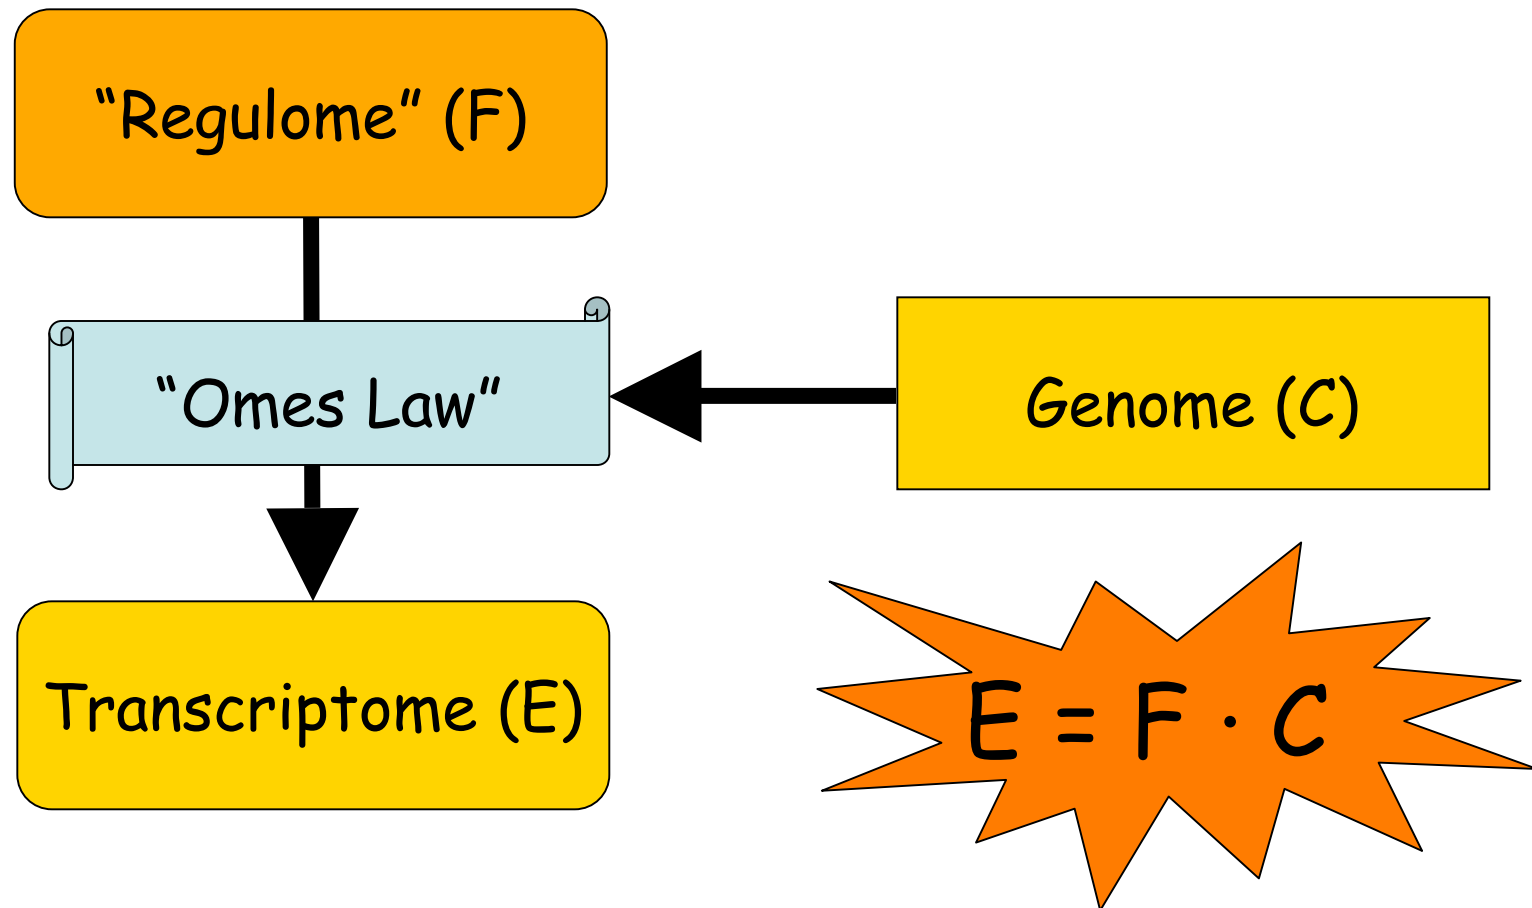 “Regulome” (F)
“Omes Law”
Genome (C)
Transcriptome (E)
E = F · C